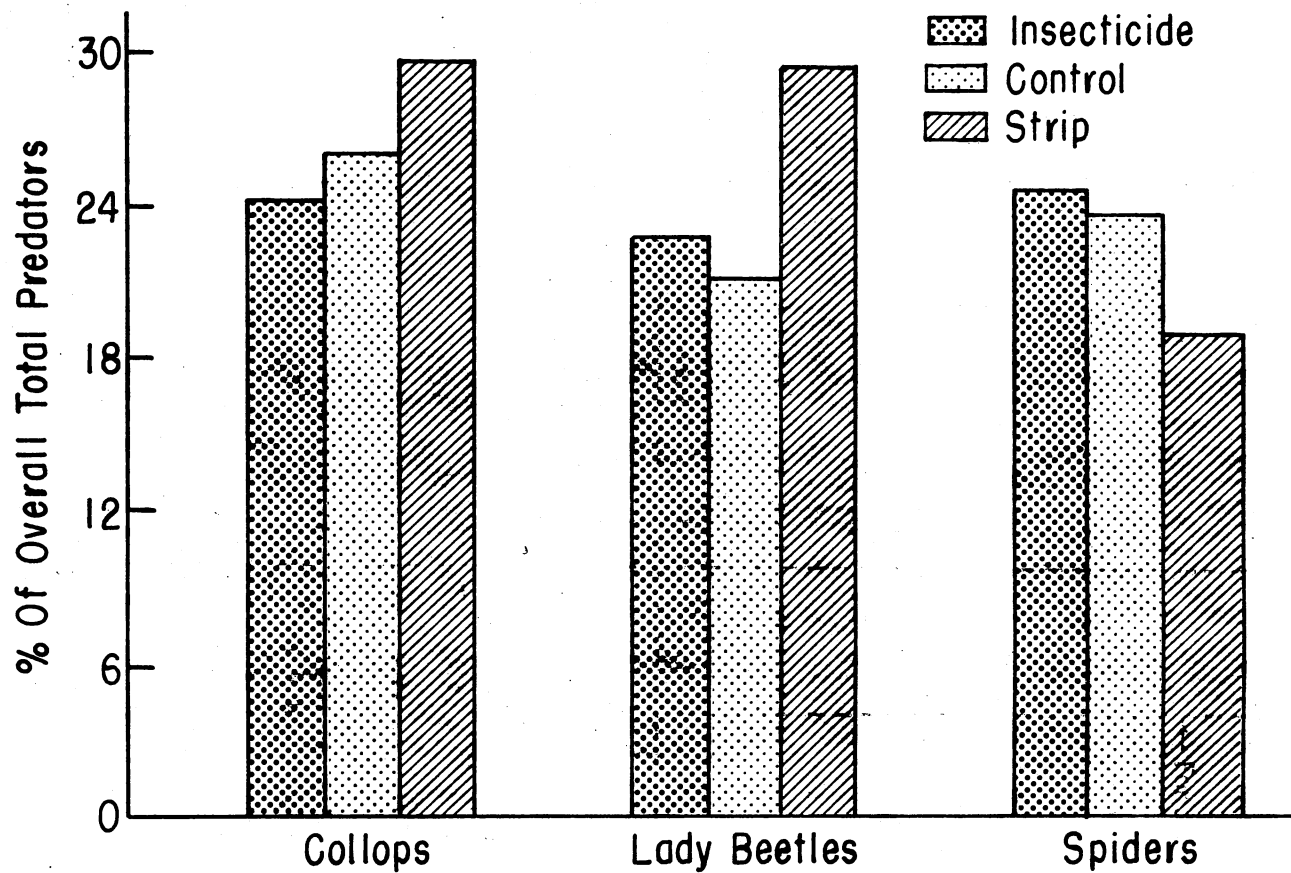 % Of Overall Total Predators
30
24
18
12
6
0
Insecticide
Control
Strip
Collops
Lady Beetles
Spiders